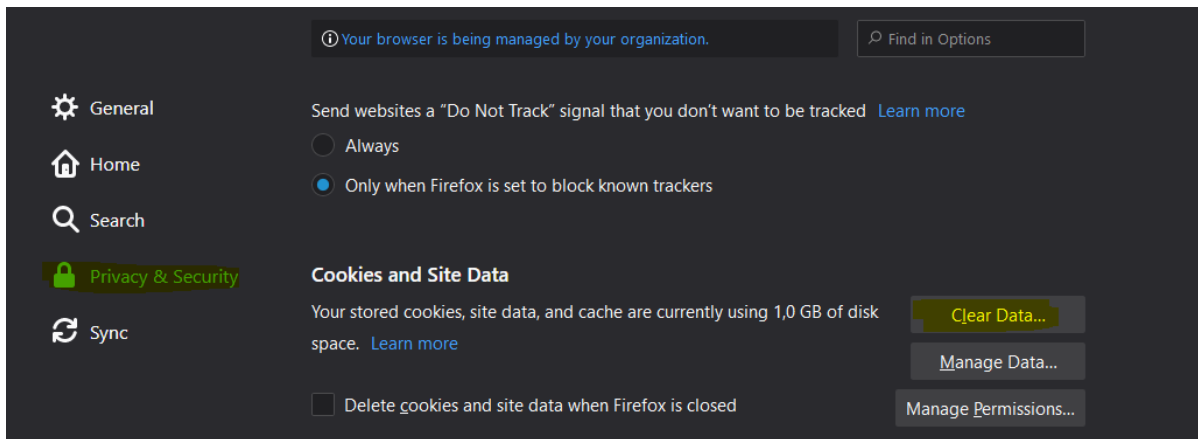 Your browser is being managed by your organization.
Find in Options
General
Home
Search
Privacy & Security
Sync
Send websites a “Do Not Track” signal that you don’t want to be tracked Learn more
Always
Only when Firefox is set to block known trackers
Cookies and Site Data
Your stored cookies, site data, and cache are currently using 1,0 GB of disk
space. Learn more
Clear Data...
Manage Data...
Delete cookies and site data when Firefox is closed
Manage Permissions...